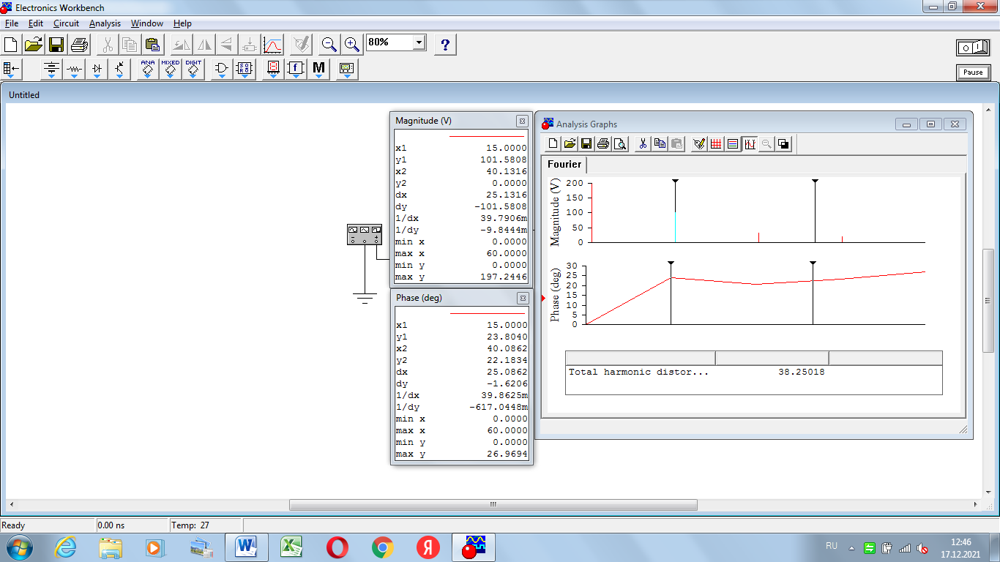 Electronics Workbench
File Edit Circuit Analysis Window Help
80%
?
O I
ANA MIXED DIGIT
f M
Pause
Untitled
Magnitude (V)
x1 15.0000
y1 101.5808
x2 40.1316
y2 0.0000
dx 25.1316
dy -101.5808
1/dx 39.7906m
1/dy -9.8444m
min x 0.0000
max x 60.0000
min y 0.0000
max y 197.2446
Phase (deg)
x1 15.0000
y1 23.8040
x2 40.0862
y2 22.1834
dx 25.0862
dy -1.6206
1/dx 39.8625m
1/dy -617.0448m
min x 0.0000
max x 60.0000
min y 0.0000
max y 26.9694
Analysis Graphs
Fourier
Magnitude (V)
200
150
100
50
0
Phase (deg)
30
25
20
15
10
5
0
Total harmonic distor... 38.25018
Ready 0.00 ns Temp: 27
RU
12:46
17.12.2021